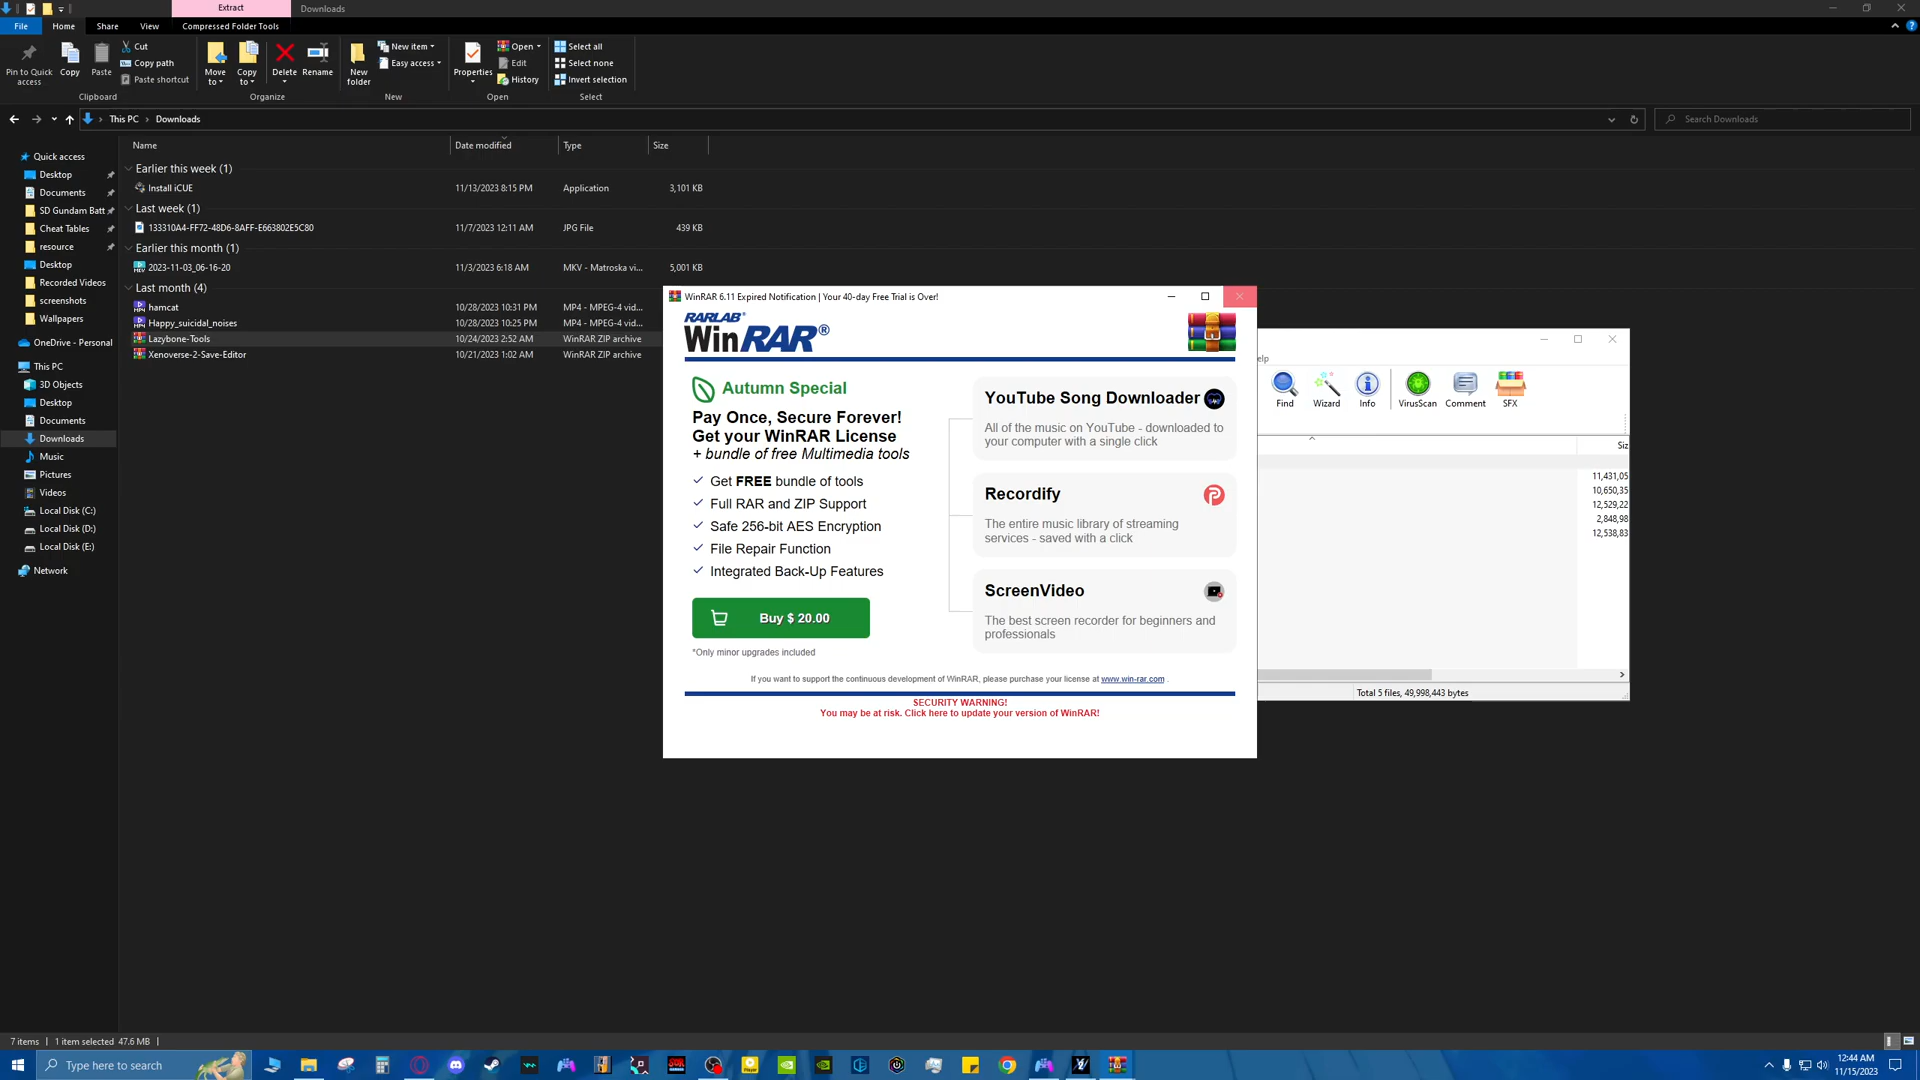 Extract
Downloads
File
Home
Share
View
Compressed Folder Tools
Pin to Quick access
Copy
Paste
Cut
Copy path
Paste shortcut
Clipboard
Move to
Copy to
Delete
Rename
Organize
New folder
New item
Easy access
New
Properties
Open
Edit
History
Open
Select all
Select none
Invert selection
Select
This PC > Downloads
Search Downloads
Name
Date modified
Type
Size
Quick access
Desktop
Documents
SD Gundam Batt
Cheat Tables
resource
Desktop
Recorded Videos
screenshots
Wallpapers
OneDrive - Personal
This PC
3D Objects
Desktop
Documents
Downloads
Music
Pictures
Videos
Local Disk (C:)
Local Disk (D:)
Local Disk (E:)
Network
Earlier this week (1)
Install iCUE 11/13/2023 8:15 PM Application 3,101 KB
Last week (1)
133310A4-FF72-48D6-8AFF-E663802E5C80 11/7/2023 12:11 AM JPG File 439 KB
Earlier this month (1)
2023-11-03_06-16-20 11/3/2023 6:18 AM MKV - Matroska vi... 5,001 KB
Last month (4)
hamcat 10/28/2023 10:31 PM MP4 - MPEG-4 vid...
Happy_suicidal_noises 10/28/2023 10:25 PM MP4 - MPEG-4 vid...
Lazybone-Tools 10/24/2023 2:52 AM WinRAR ZIP archive
Xenoverse-2-Save-Editor 10/21/2023 1:02 AM WinRAR ZIP archive
WinRAR 6.11 Expired Notification | Your 40-day Free Trial is Over!
RARLAB®
WinRAR®
Autumn Special
Pay Once, Secure Forever!
Get your WinRAR License
+ bundle of free Multimedia tools
Get FREE bundle of tools
Full RAR and ZIP Support
Safe 256-bit AES Encryption
File Repair Function
Integrated Back-Up Features
Buy $ 20.00
*Only minor upgrades included
YouTube Song Downloader
All of the music on YouTube - downloaded to
your computer with a single click
Recordify
The entire music library of streaming
services - saved with a click
ScreenVideo
The best screen recorder for beginners and
professionals
If you want to support the continuous development of WinRAR, please purchase your license at www.win-rar.com .
SECURITY WARNING!
You may be at risk. Click here to update your version of WinRAR!
elp
Find
Wizard
Info
VirusScan
Comment
SFX
Siz
11,431,05
10,650,35
12,529,22
2,848,98
12,538,83
Total 5 files, 49,998,443 bytes
7 items
1 item selected 47.6 MB
Type here to search
12:44 AM
11/15/2023